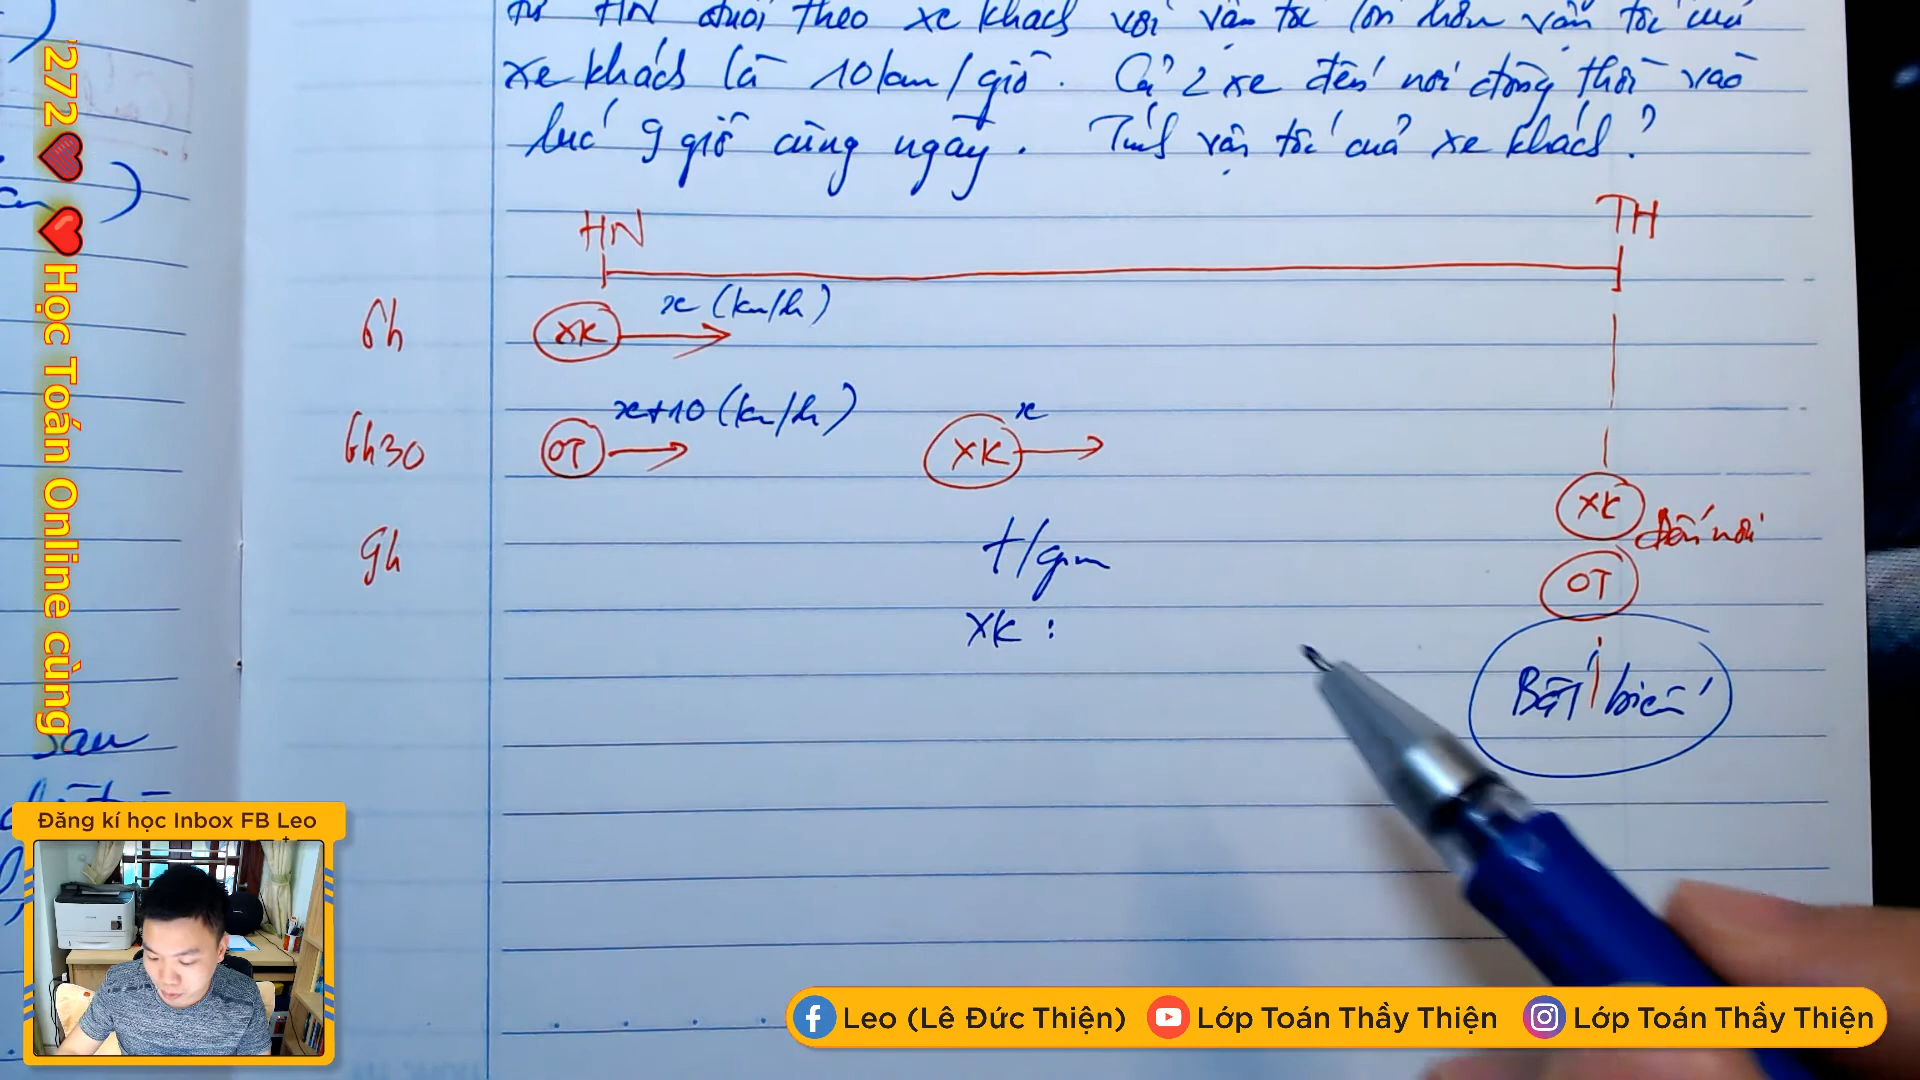 từ HN đuổi theo xe khách với vận tốc lớn hơn vận tốc của
xe khách là 10km/giờ. Cả 2 xe đến nơi đồng thời vào
lúc 9 giờ cùng ngày. Tính vận tốc của xe khách?
HN
TH
6h
XK
x (km/h)
6h30
OT
x+10 (km/h)
XK
x
9h
t/gian
XK :
XK
đến nơi
OT
Bất biến
sau
272❤️ ❤️Học Toán Online cùng
Đăng kí học Inbox FB Leo
Leo (Lê Đức Thiện)
Lớp Toán Thầy Thiện
Lớp Toán Thầy Thiện